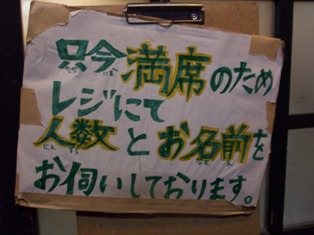 只今満席のため
レジにて
人数とお名前を
お伺いしております。